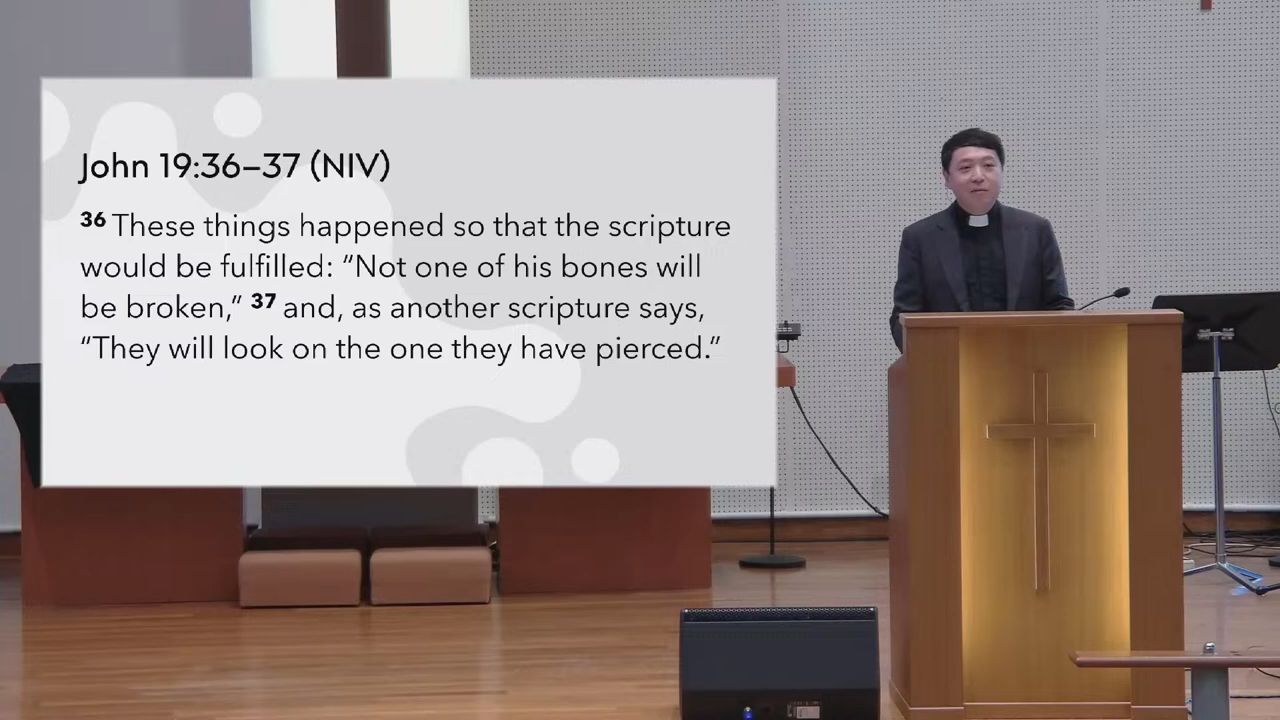 John 19:36–37 (NIV)
36 These things happened so that the scripture
would be fulfilled: “Not one of his bones will
be broken,” 37 and, as another scripture says,
“They will look on the one they have pierced.”